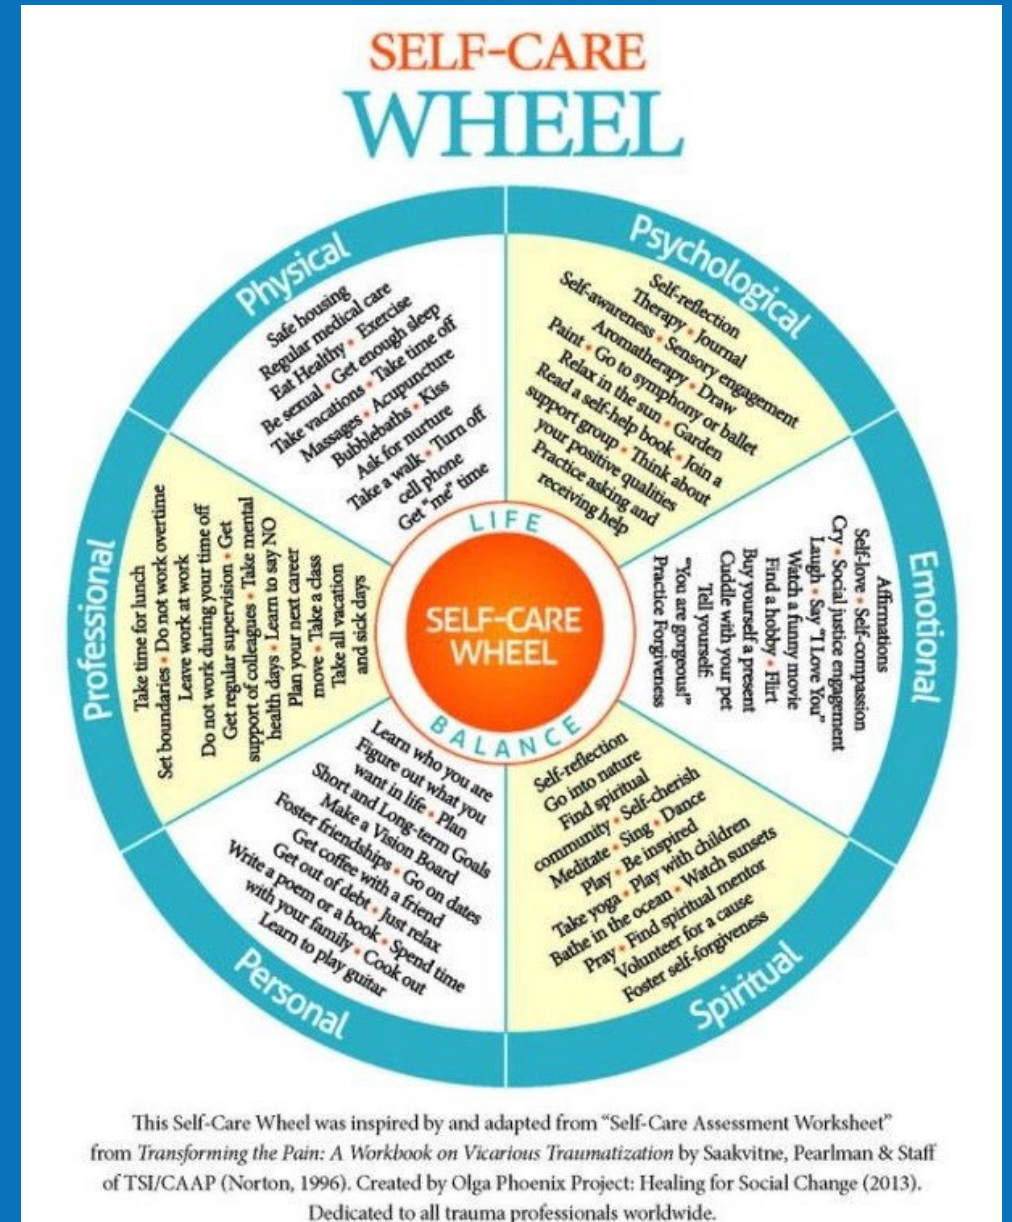 SELF-CARE
WHEEL
Physical
Safe housing
Regular medical care
Eat Healthy • Exercise
Be sexual • Get enough sleep
Take vacations • Take time off
Massages • Acupuncture
Bubblebaths • Kiss
Ask for nurture
Take a walk • Turn off
cell phone
Get "me" time
Psychological
Self-reflection
Therapy • Journal
Self-awareness • Sensory engagement
Aromatherapy • Draw
Paint • Go to symphony or ballet
Relax in the sun • Garden
Read a self-help book • Join a
support group • Think about
your positive qualities
Practice asking and
receiving help
Emotional
Affirmations
Self-love • Self-compassion
Cry • Social justice engagement
Laugh • Say "I Love You"
Watch a funny movie
Find a hobby • Flirt
Buy yourself a present
Cuddle with your pet
Tell yourself:
"You are gorgeous!"
Practice Forgiveness
Spiritual
Self-reflection
Go into nature
Find spiritual
community • Self-cherish
Meditate • Sing • Dance
Play • Be inspired
Take yoga • Play with children
Bathe in the ocean • Watch sunsets
Pray • Find spiritual mentor
Volunteer for a cause
Foster self-forgiveness
Personal
Learn who you are
Figure out what you
want in life • Plan
Short and Long-term Goals
Make a Vision Board
Foster friendships • Go on dates
Get coffee with a friend
Get out of debt • Just relax
Write a poem or a book • Spend time
with your family • Cook out
Learn to play guitar
Professional
Take time for lunch
Set boundaries • Do not work overtime
Leave work at work
Do not work during your time off
Get regular supervision • Get
support of colleagues • Take mental
health days • Learn to say NO
Plan your next career
move • Take a class
Take all vacation
and sick days
LIFE
SELF-CARE
WHEEL
BALANCE
This Self-Care Wheel was inspired by and adapted from "Self-Care Assessment Worksheet"
from Transforming the Pain: A Workbook on Vicarious Traumatization by Saakvitne, Pearlman & Staff
of TSI/CAAP (Norton, 1996). Created by Olga Phoenix Project: Healing for Social Change (2013).
Dedicated to all trauma professionals worldwide.